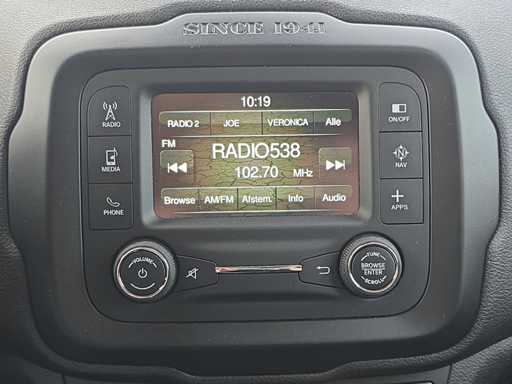 SINCE 1941
10:19
RADIO 2 JOE VERONICA Alle
FM
RADIO538
102.70 MHz
Browse AM/FM Afstem. Info Audio
RADIO
MEDIA
PHONE
ON/OFF
NAV
APPS
VOLUME
TUNE
BROWSE
ENTER
SCROLL